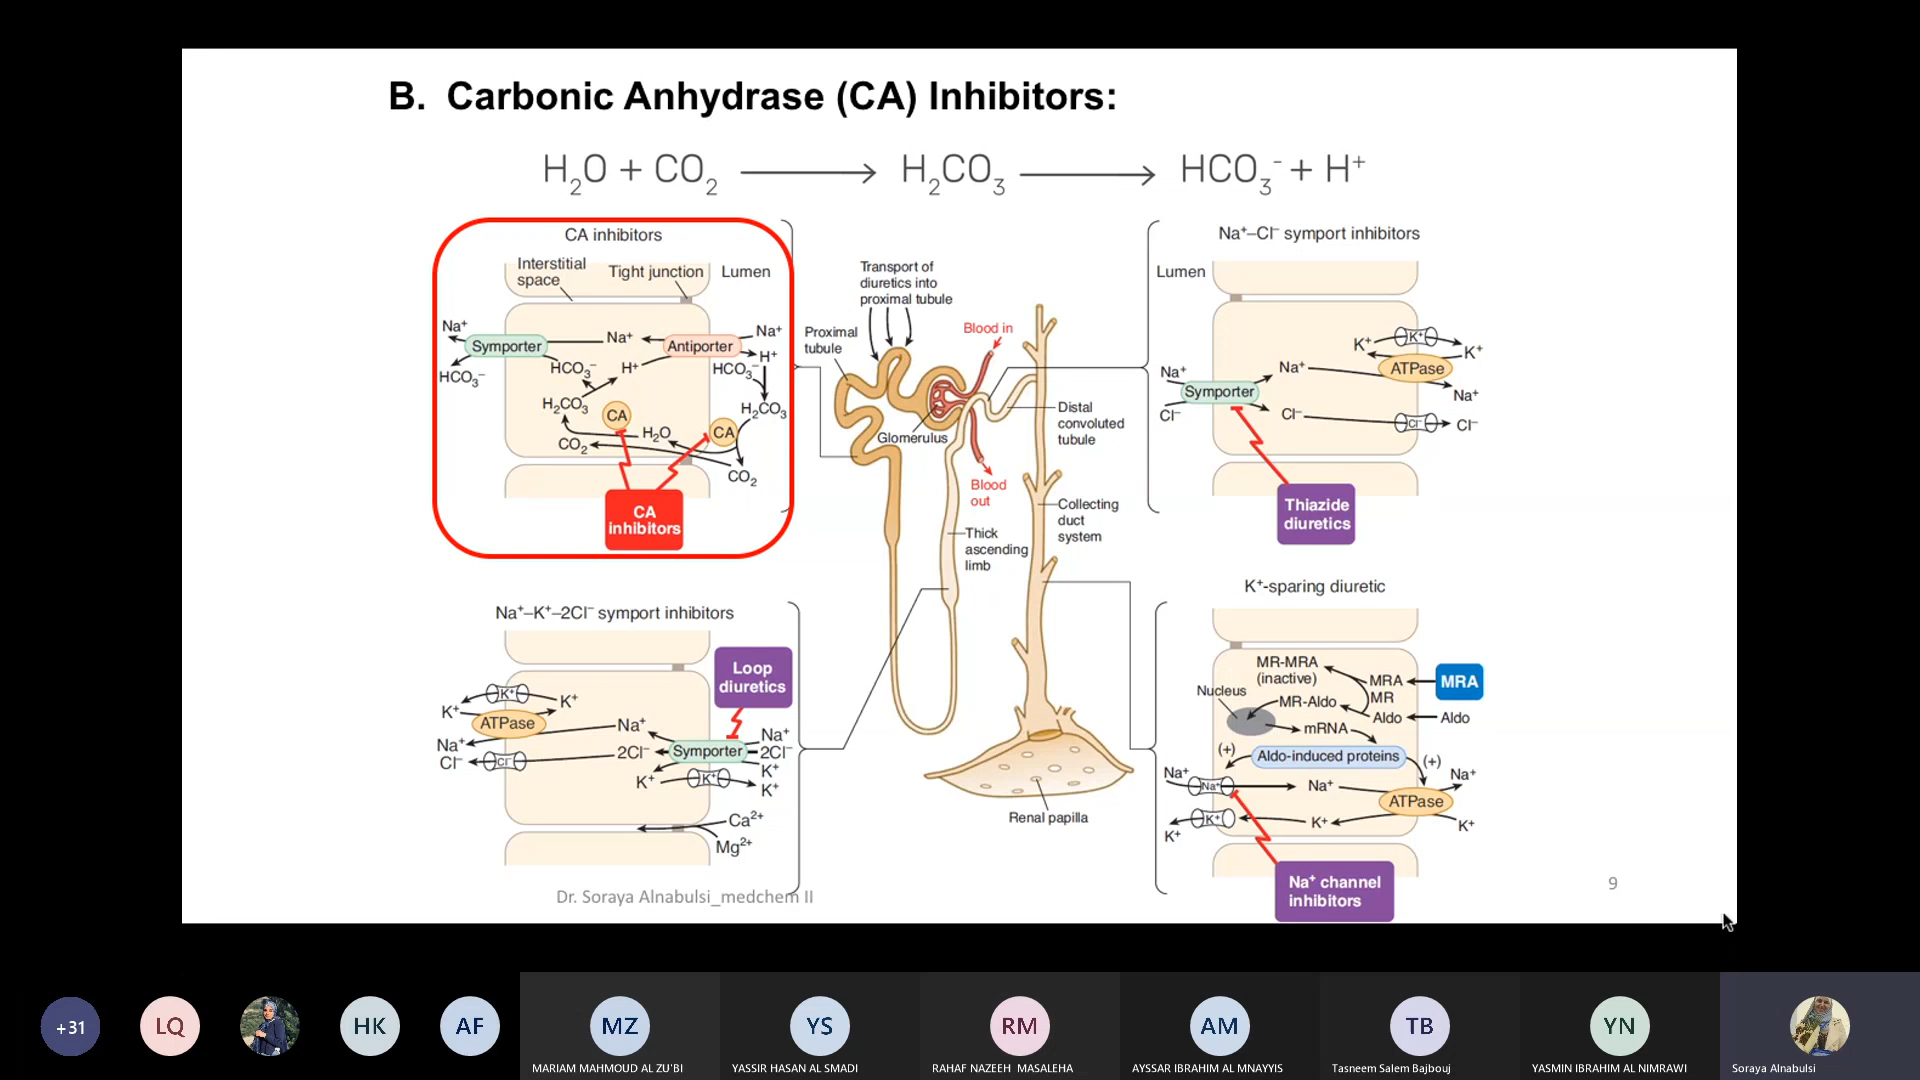 B. Carbonic Anhydrase (CA) Inhibitors:
H₂O + CO₂ ⟶ H₂CO₃ ⟶ HCO₃⁻ + H⁺
CA inhibitors
Interstitial
space
Tight junction
Lumen
Na⁺
Symporter
HCO₃⁻
Na⁺
Antiporter
Na⁺
H⁺
HCO₃⁻
H⁺
HCO₃⁻
H₂CO₃
CA
H₂CO₃
CA
H₂O
CO₂
CO₂
CA
inhibitors
Transport of
diuretics into
proximal tubule
Proximal
tubule
Blood in
Glomerulus
Distal
convoluted
tubule
Blood
out
Collecting
duct
system
Thick
ascending
limb
Renal papilla
Na⁺–Cl⁻ symport inhibitors
Lumen
K⁺
K⁺
K⁺
ATPase
Na⁺
Na⁺
Symporter
Na⁺
Cl⁻
Cl⁻
Cl⁻
Cl⁻
Thiazide
diuretics
Na⁺–K⁺–2Cl⁻ symport inhibitors
Loop
diuretics
K⁺
K⁺
K⁺
ATPase
Na⁺
Na⁺
Cl⁻
Cl⁻
2Cl⁻
Symporter
Na⁺
2Cl⁻
K⁺
K⁺
K⁺
K⁺
Ca²⁺
Mg²⁺
K⁺-sparing diuretic
MR-MRA
(inactive)
MRA
MRA
MR
Nucleus
MR-Aldo
Aldo
Aldo
mRNA
(+)
Aldo-induced proteins
(+)
Na⁺
Na⁺
Na⁺
Na⁺
ATPase
K⁺
K⁺
K⁺
K⁺
Na⁺ channel
inhibitors
Dr. Soraya Alnabulsi_medchem II
9
+31
LQ
HK
AF
MZ
YS
RM
AM
TB
YN
MARIAM MAHMOUD AL ZU'BI
YASSIR HASAN AL SMADI
RAHAF NAZEEH MASALEHA
AYSSAR IBRAHIM AL MNAYYIS
Tasneem Salem Bajbouj
YASMIN IBRAHIM AL NIMRAWI
Soraya Alnabulsi